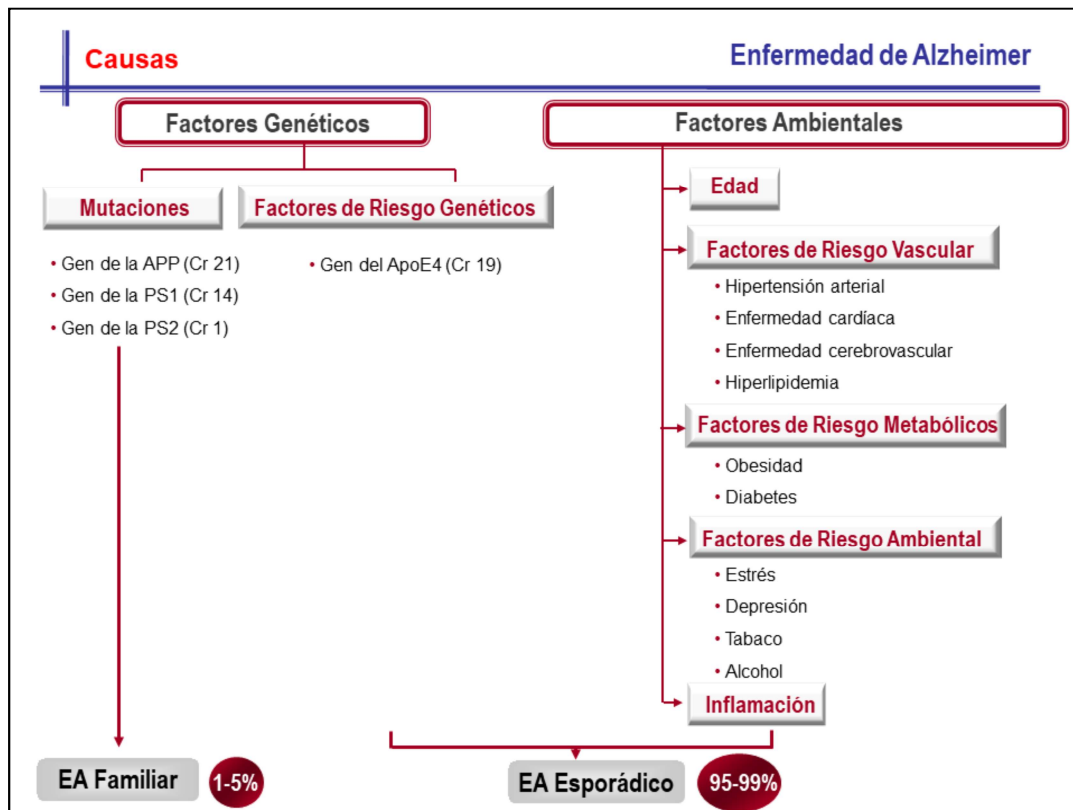 Causas
Enfermedad de Alzheimer
Factores Genéticos
Factores Ambientales
Mutaciones
Factores de Riesgo Genéticos
• Gen de la APP (Cr 21)
• Gen de la PS1 (Cr 14)
• Gen de la PS2 (Cr 1)
• Gen del ApoE4 (Cr 19)
Edad
Factores de Riesgo Vascular
• Hipertensión arterial
• Enfermedad cardíaca
• Enfermedad cerebrovascular
• Hiperlipidemia
Factores de Riesgo Metabólicos
• Obesidad
• Diabetes
Factores de Riesgo Ambiental
• Estrés
• Depresión
• Tabaco
• Alcohol
Inflamación
EA Familiar
1-5%
EA Esporádico
95-99%